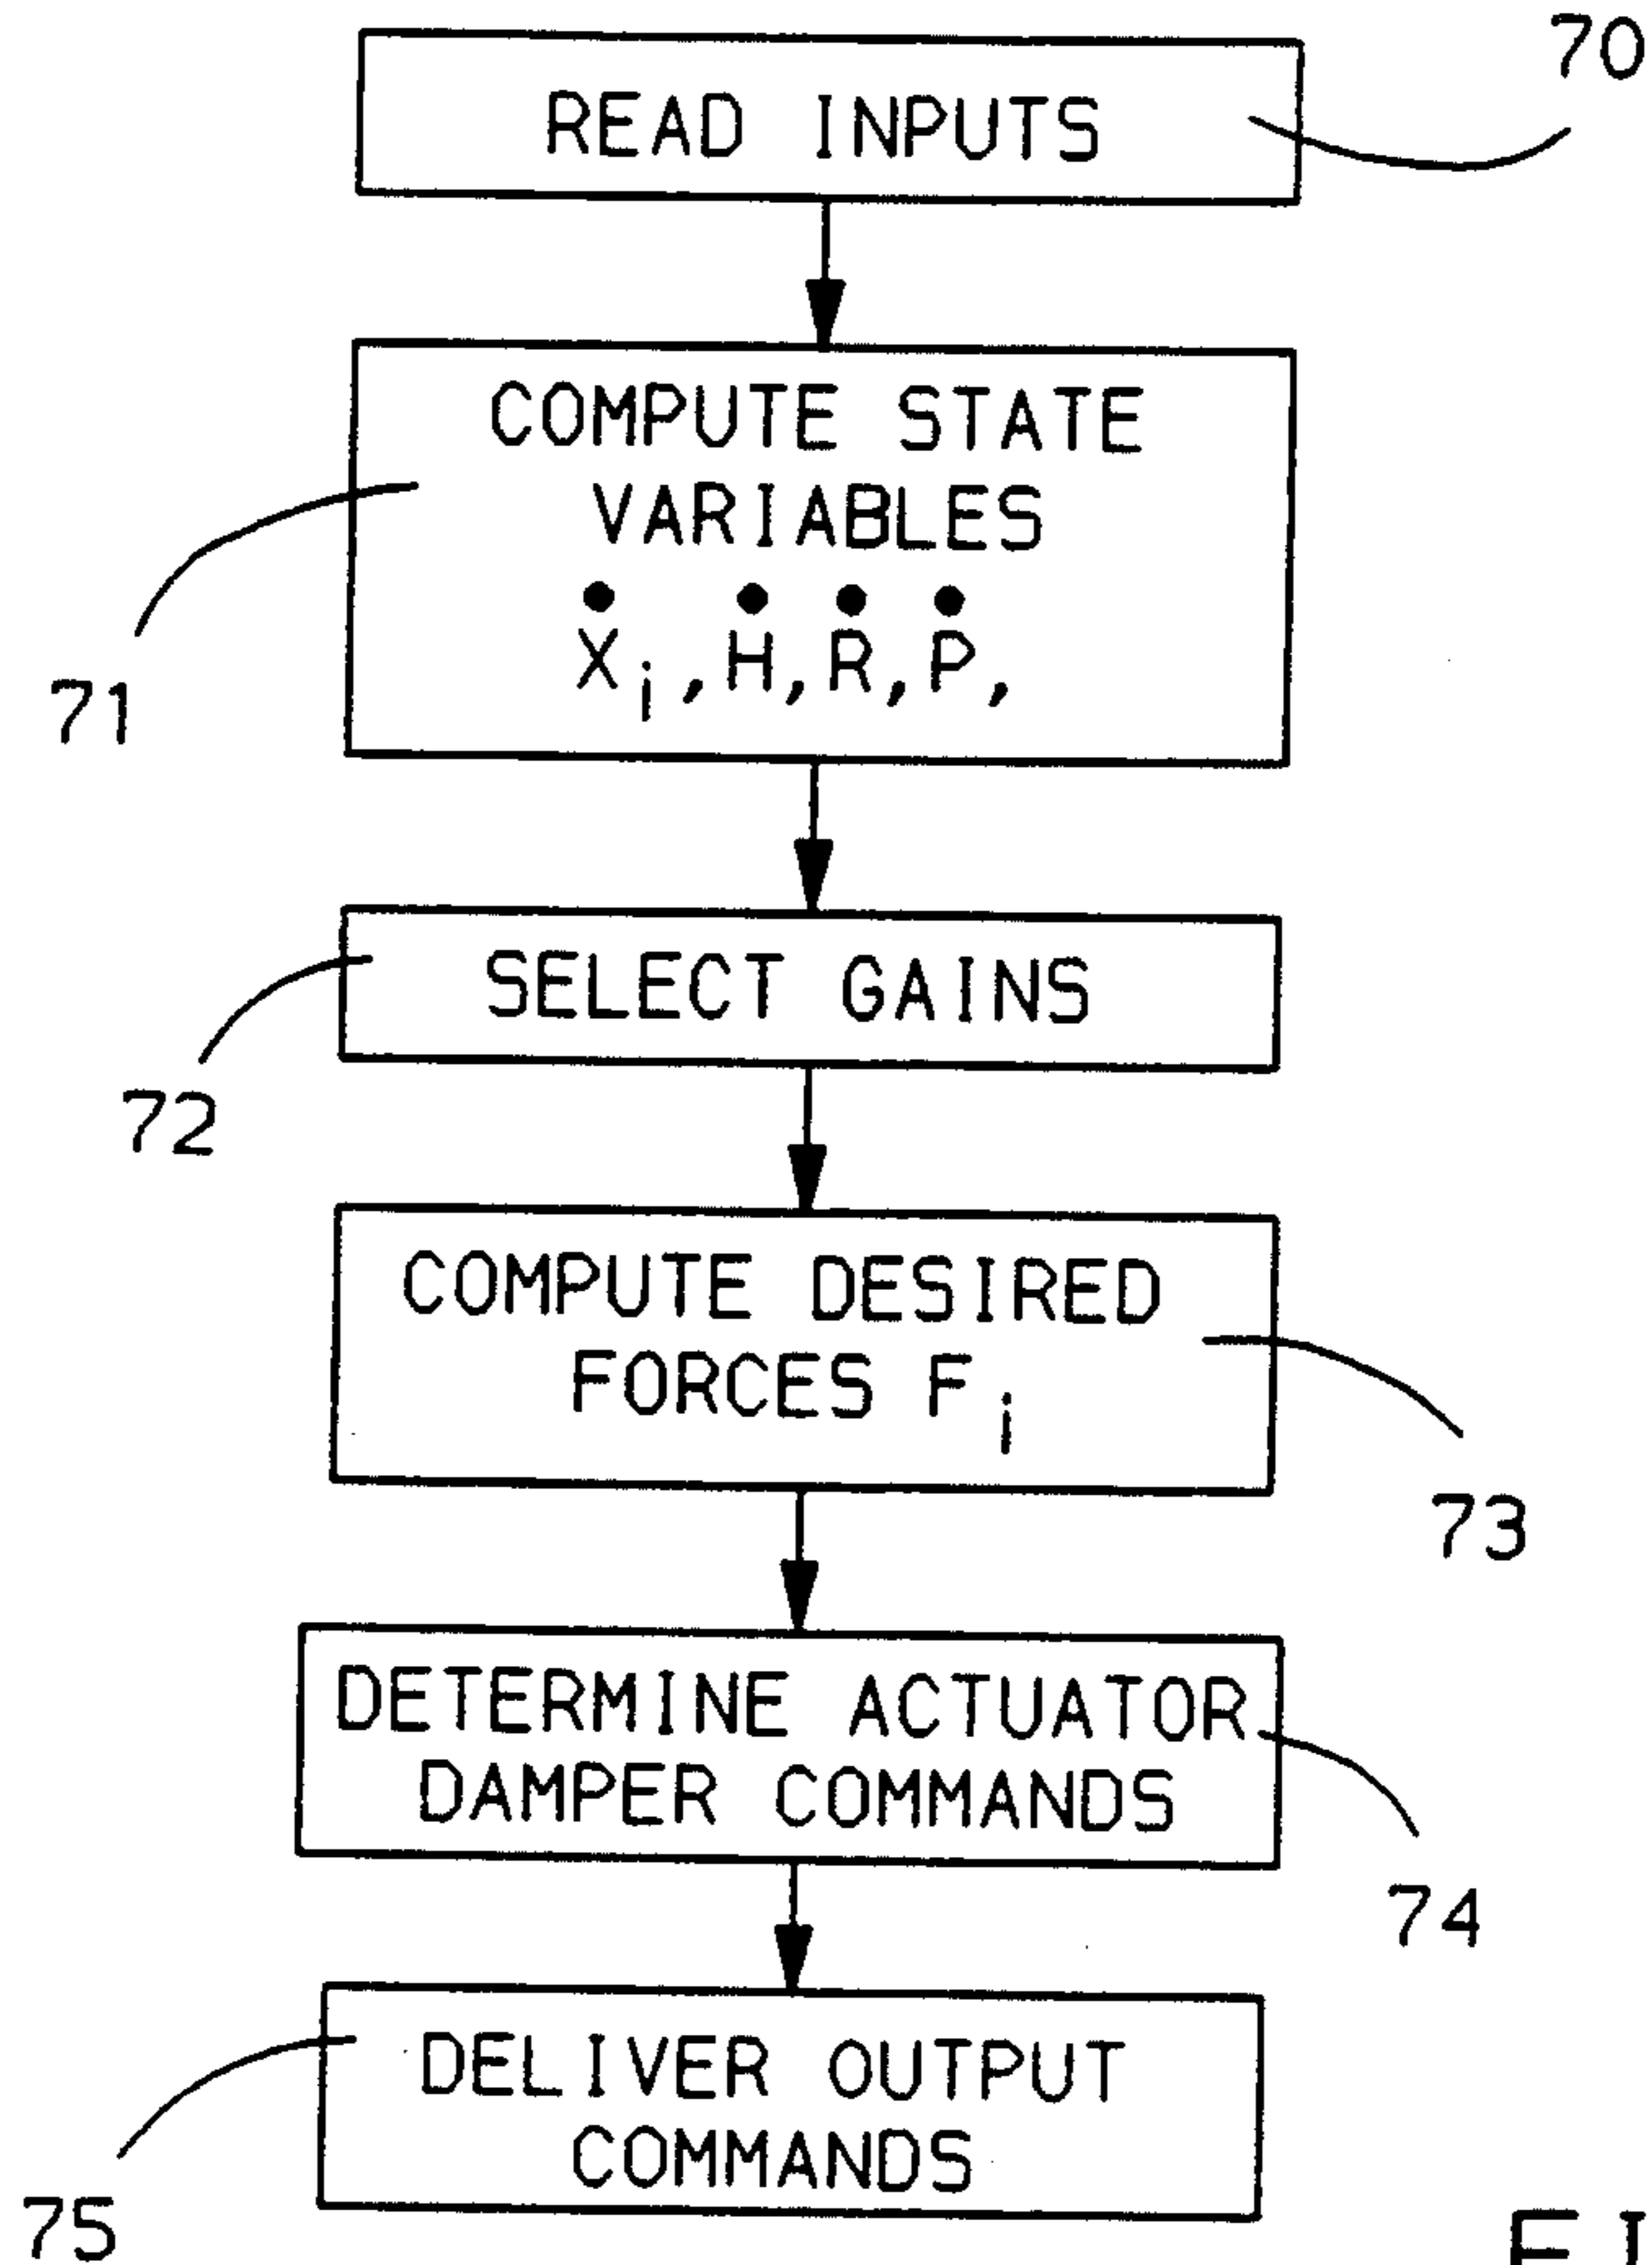 70
READ INPUTS
COMPUTE STATE
VARIABLES
Ẋi, Ḣ, Ṙ, Ṗ,
71
SELECT GAINS
72
COMPUTE DESIRED
FORCES Fi
73
DETERMINE ACTUATOR
DAMPER COMMANDS
74
DELIVER OUTPUT
COMMANDS
75